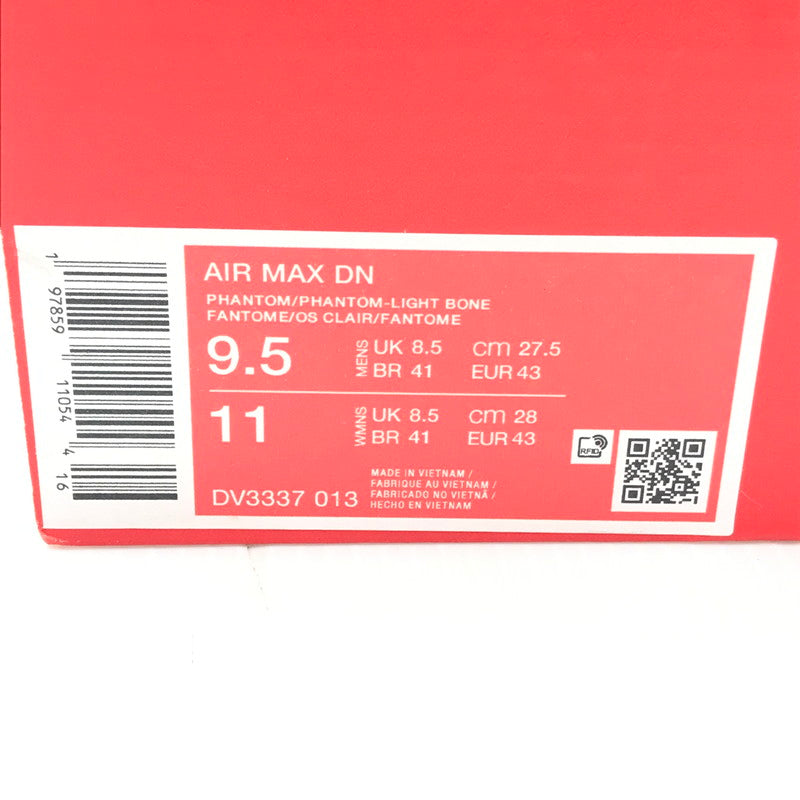 1 97859 11054 4 16
AIR MAX DN
PHANTOM/PHANTOM-LIGHT BONE
FANTOME/OS CLAIR/FANTOME
9.5 MENS UK 8.5 cm 27.5
BR 41 EUR 43
11 WMNS UK 8.5 cm 28
BR 41 EUR 43
RFID
DV3337 013
MADE IN VIETNAM /
FABRIQUE AU VIETNAM /
FABRICADO NO VIETNÃ /
HECHO EN VIETNAM